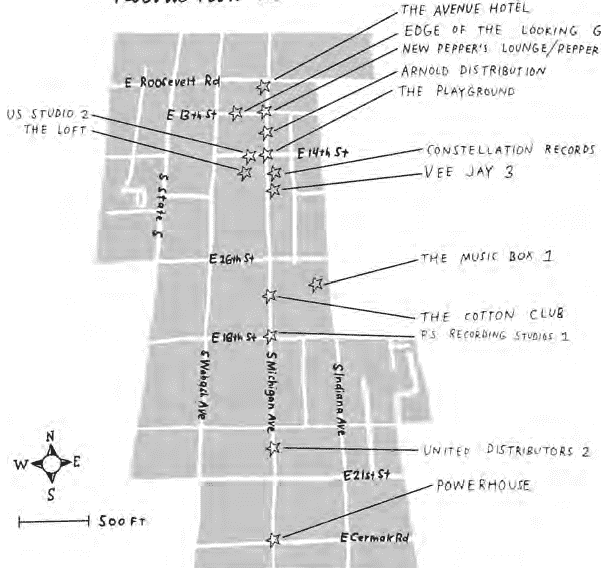 THE AVENUE HOTEL
EDGE OF THE LOOKING G
NEW PEPPER'S LOUNGE/PEPPER
E Roosevelt Rd
ARNOLD DISTRIBUTION
THE PLAYGROUND
US STUDIO 2
E 13th St
THE LOFT
E 14th St
CONSTELLATION RECORDS
VEE JAY 3
S State S
E 26th St
THE MUSIC BOX 1
THE COTTON CLUB
E 18th St
PS RECORDING STUDIOS 1
S Wabash Ave
S Michigan Ave
S Indiana Ave
N
W E
S
UNITED DISTRIBUTORS 2
E 21st St
POWERHOUSE
500 FT
E Cermak Rd